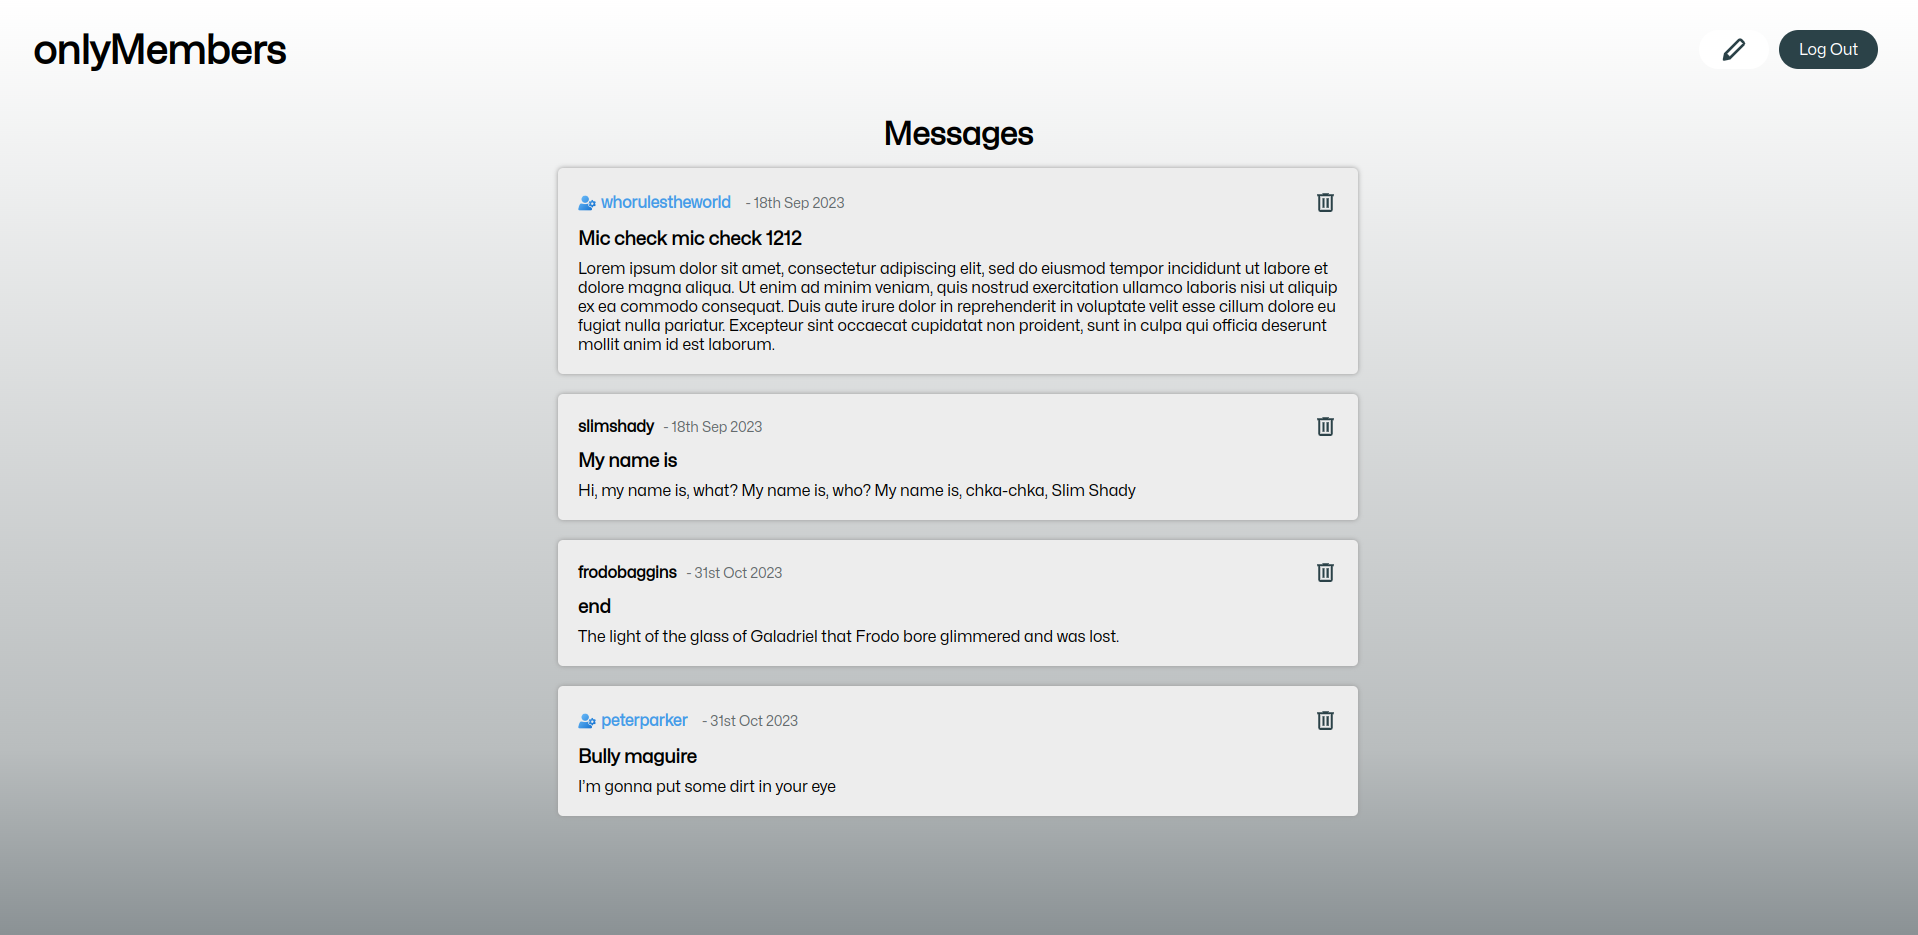 onlyMembers
Log Out
Messages
whorulestheworld - 18th Sep 2023
Mic check mic check 1212
Lorem ipsum dolor sit amet, consectetur adipiscing elit, sed do eiusmod tempor incididunt ut labore et
dolore magna aliqua. Ut enim ad minim veniam, quis nostrud exercitation ullamco laboris nisi ut aliquip
ex ea commodo consequat. Duis aute irure dolor in reprehenderit in voluptate velit esse cillum dolore eu
fugiat nulla pariatur. Excepteur sint occaecat cupidatat non proident, sunt in culpa qui officia deserunt
mollit anim id est laborum.
slimshady - 18th Sep 2023
My name is
Hi, my name is, what? My name is, who? My name is, chka-chka, Slim Shady
frodobaggins - 31st Oct 2023
end
The light of the glass of Galadriel that Frodo bore glimmered and was lost.
peterparker - 31st Oct 2023
Bully maguire
I'm gonna put some dirt in your eye